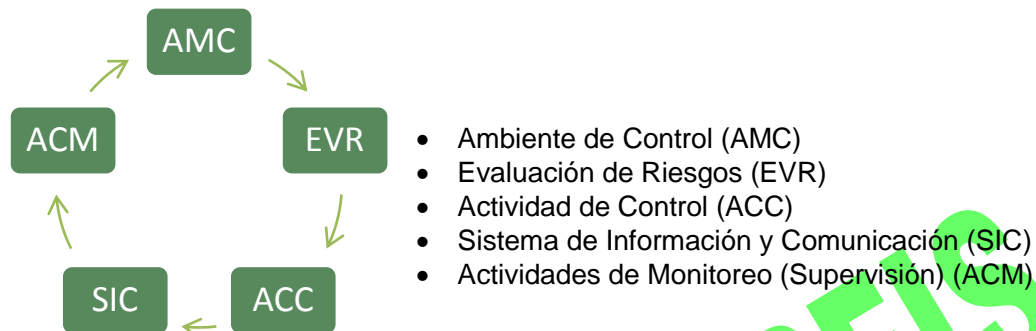 AMC
ACM
EVR
SIC
ACC
• Ambiente de Control (AMC)
• Evaluación de Riesgos (EVR)
• Actividad de Control (ACC)
• Sistema de Información y Comunicación (SIC)
• Actividades de Monitoreo (Supervisión) (ACM)